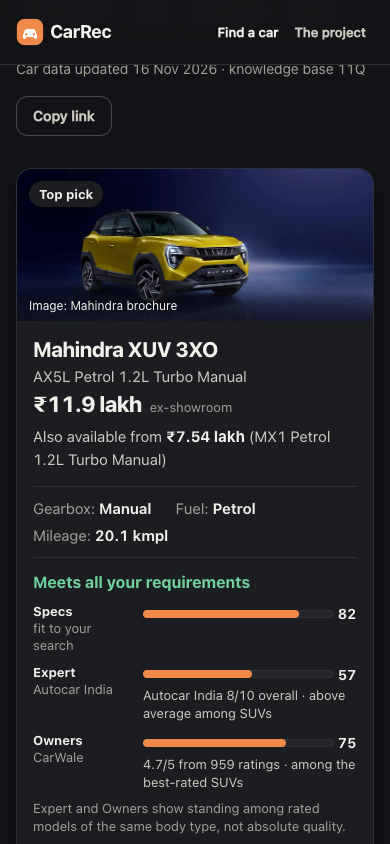 CarRec
Find a car
The project
Car data updated 16 Nov 2026 · knowledge base 11Q
Copy link
Top pick
Image: Mahindra brochure
Mahindra XUV 3XO
AX5L Petrol 1.2L Turbo Manual
₹11.9 lakh ex-showroom
Also available from ₹7.54 lakh (MX1 Petrol
1.2L Turbo Manual)
Gearbox: Manual Fuel: Petrol
Mileage: 20.1 kmpl
Meets all your requirements
Specs
fit to your
search
82
Expert
Autocar India
57
Autocar India 8/10 overall · above
average among SUVs
Owners
CarWale
75
4.7/5 from 959 ratings · among the
best-rated SUVs
Expert and Owners show standing among rated
models of the same body type, not absolute quality.